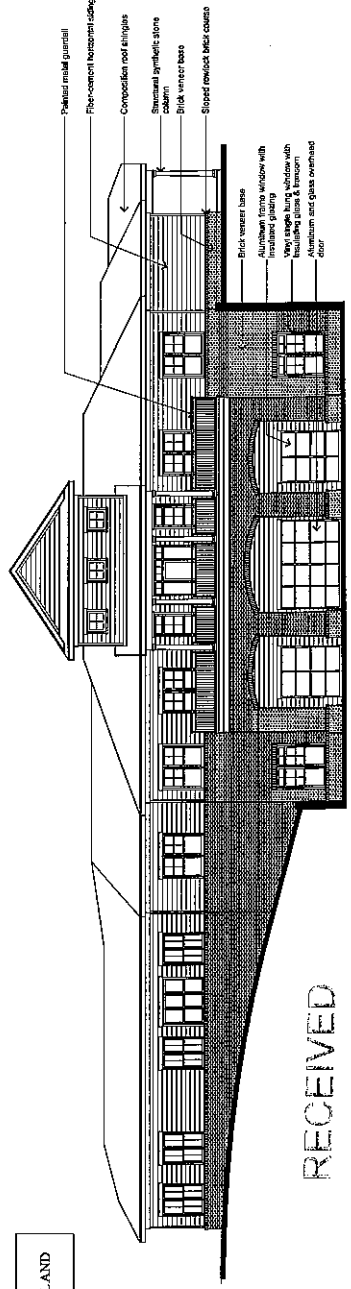 Painted metal guardrail
Fiber-cement horizontal siding
Composition roof shingles
Structural synthetic stone
column
Brick veneer base
Sloped rowlock brick course
Brick veneer base
Aluminum frame window with
insulated glazing
Vinyl single hung window with
insulating glass & transom
Aluminum and glass overhead
door
LAND
RECEIVED